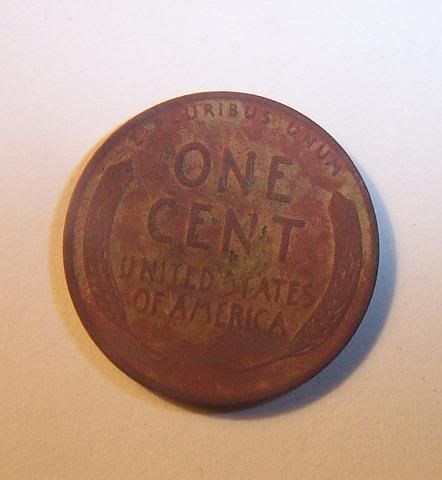 E PLURIBUS UNUM
ONE
CENT
UNITED STATES
OF AMERICA